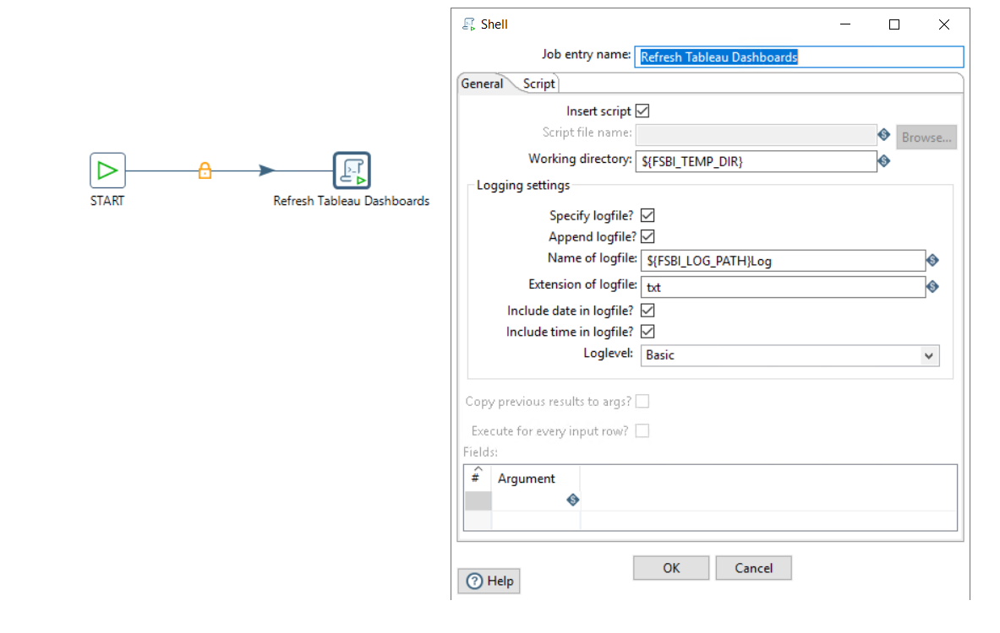 START
Refresh Tableau Dashboards
Shell
Job entry name: Refresh Tableau Dashboards
General Script
Insert script
Script file name: Browse...
Working directory: ${FSBI_TEMP_DIR}
Logging settings
Specify logfile?
Append logfile?
Name of logfile: ${FSBI_LOG_PATH}Log
Extension of logfile: txt
Include date in logfile?
Include time in logfile?
Loglevel: Basic
Copy previous results to args?
Execute for every input row?
Fields:
# Argument
OK Cancel
Help